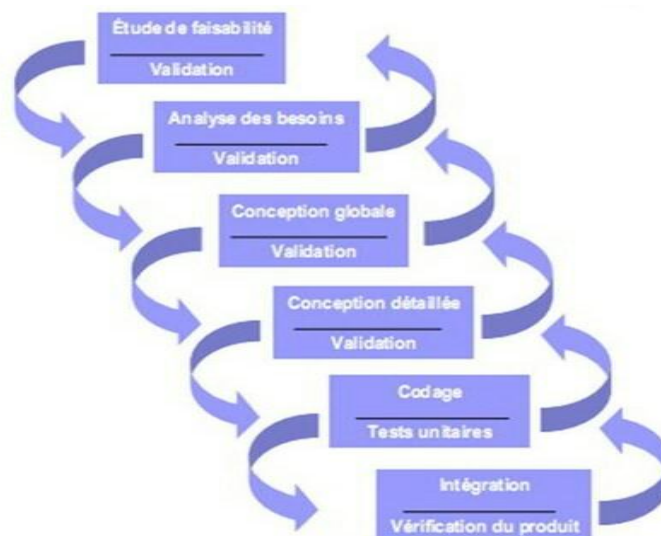 Étude de faisabilité
Validation
Analyse des besoins
Validation
Conception globale
Validation
Conception détaillée
Validation
Codage
Tests unitaires
Intégration
Vérification du produit